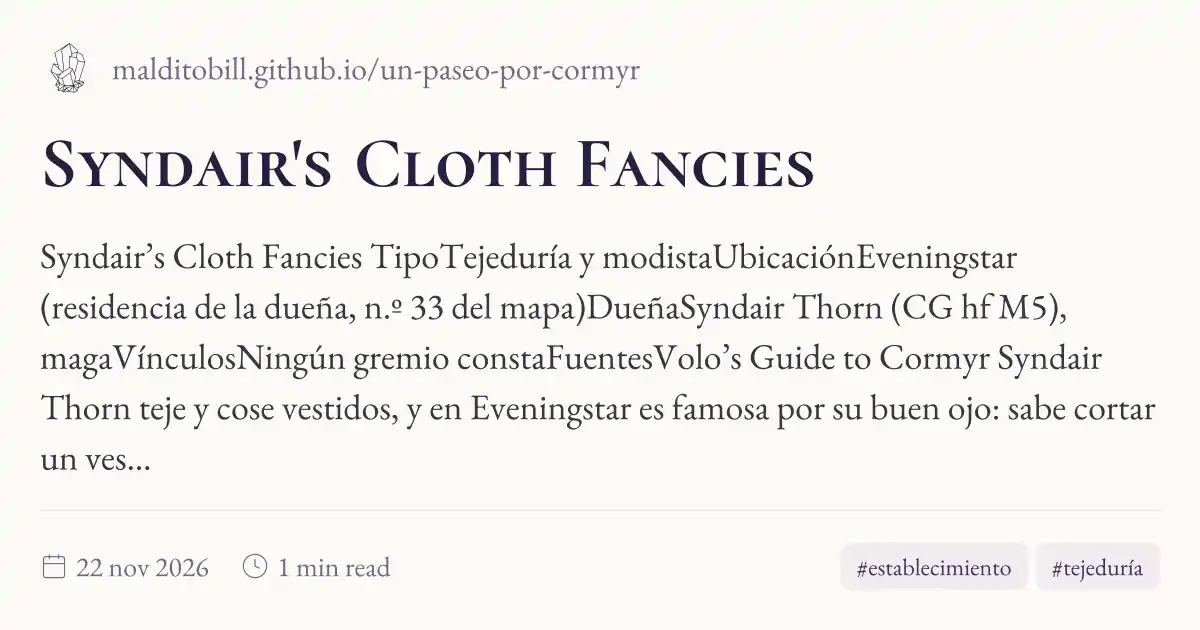 malditobill.github.io/un-paseo-por-cormyr
Syndair's Cloth Fancies
Syndair’s Cloth Fancies TipoTejeduría y modistaUbicaciónEveningstar
(residencia de la dueña, n.º 33 del mapa)DueñaSyndair Thorn (CG hf M5),
magaVínculosNingún gremio constaFuentesVolo’s Guide to Cormyr Syndair
Thorn teje y cose vestidos, y en Eveningstar es famosa por su buen ojo: sabe cortar
un ves...
22 nov 2026
1 min read
#establecimiento
#tejeduría